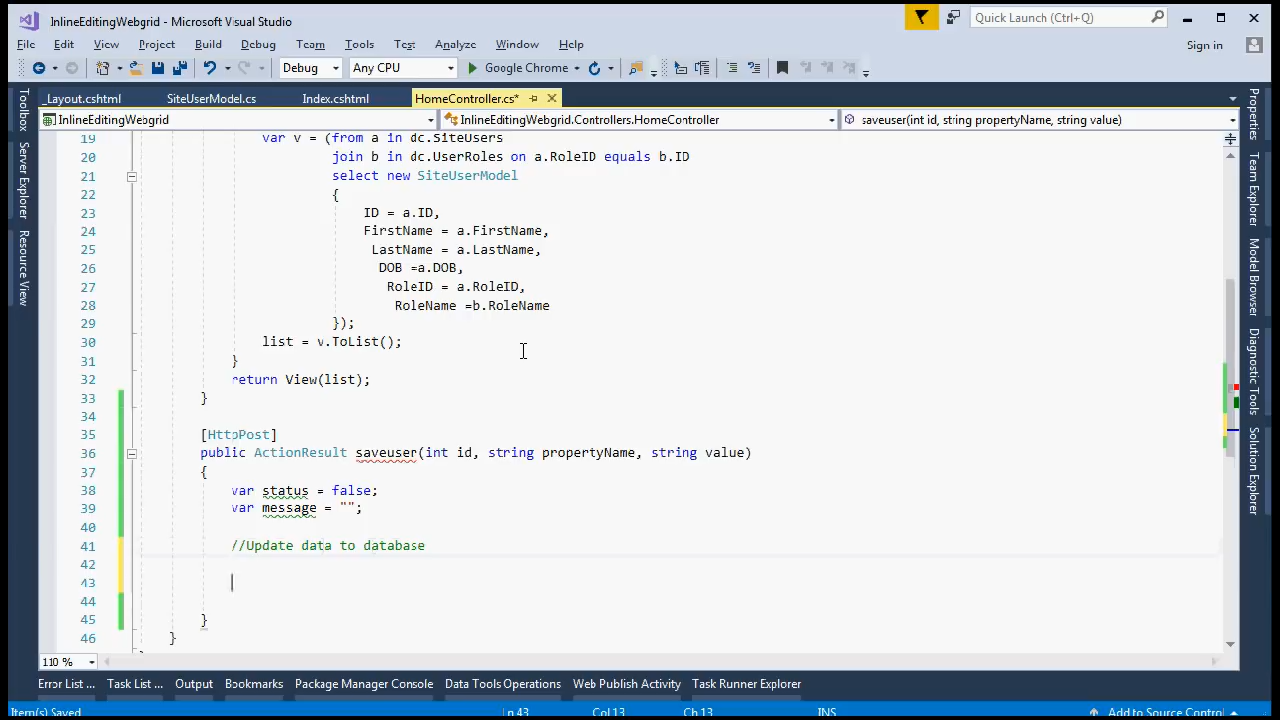 InlineEditingWebgrid - Microsoft Visual Studio
Quick Launch (Ctrl+Q)
File Edit View Project Build Debug Team Tools Test Analyze Window Help
Sign in
Debug Any CPU Google Chrome
_Layout.cshtml SiteUserModel.cs Index.cshtml HomeController.cs*
InlineEditingWebgrid InlineEditingWebgrid.Controllers.HomeController saveuser(int id, string propertyName, string value)
Toolbox
Server Explorer
Resource View
19 var v = (from a in dc.SiteUsers
20 join b in dc.UserRoles on a.RoleID equals b.ID
21 select new SiteUserModel
22 {
23 ID = a.ID,
24 FirstName = a.FirstName,
25 LastName = a.LastName,
26 DOB =a.DOB,
27 RoleID = a.RoleID,
28 RoleName =b.RoleName
29 });
30 list = v.ToList();
31 }
32 return View(list);
33 }
34
35 [HttpPost]
36 public ActionResult saveuser(int id, string propertyName, string value)
37 {
38 var status = false;
39 var message = "";
40
41 //Update data to database
42
43
44
45 }
46 }
Properties
Team Explorer
Model Browser
Diagnostic Tools
Solution Explorer
110 %
Error List ... Task List ... Output Bookmarks Package Manager Console Data Tools Operations Web Publish Activity Task Runner Explorer
Item(s) Saved Ln 43 Col 13 Ch 13 INS Add to Source Control